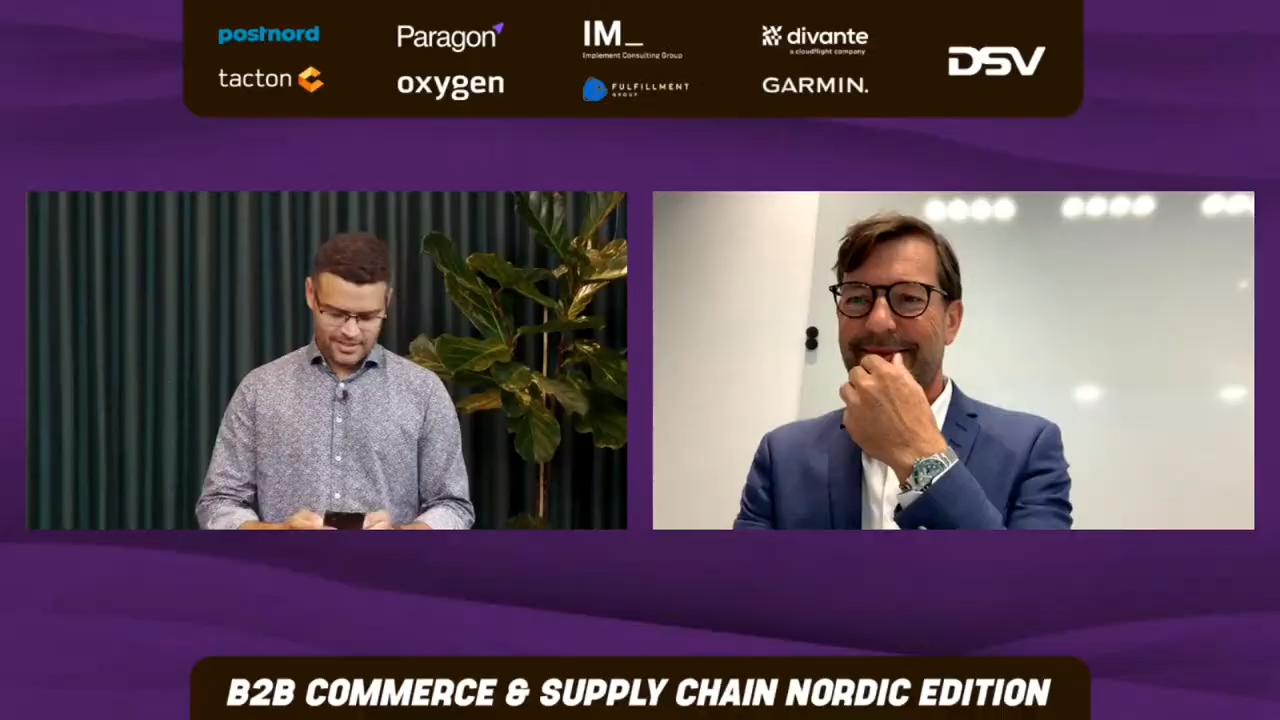 postnord
Paragon
IM_
Implement Consulting Group
divante
a cloudflight company
DSV
tacton
oxygen
FULFILLMENT
GROUP
GARMIN.
B2B COMMERCE & SUPPLY CHAIN NORDIC EDITION